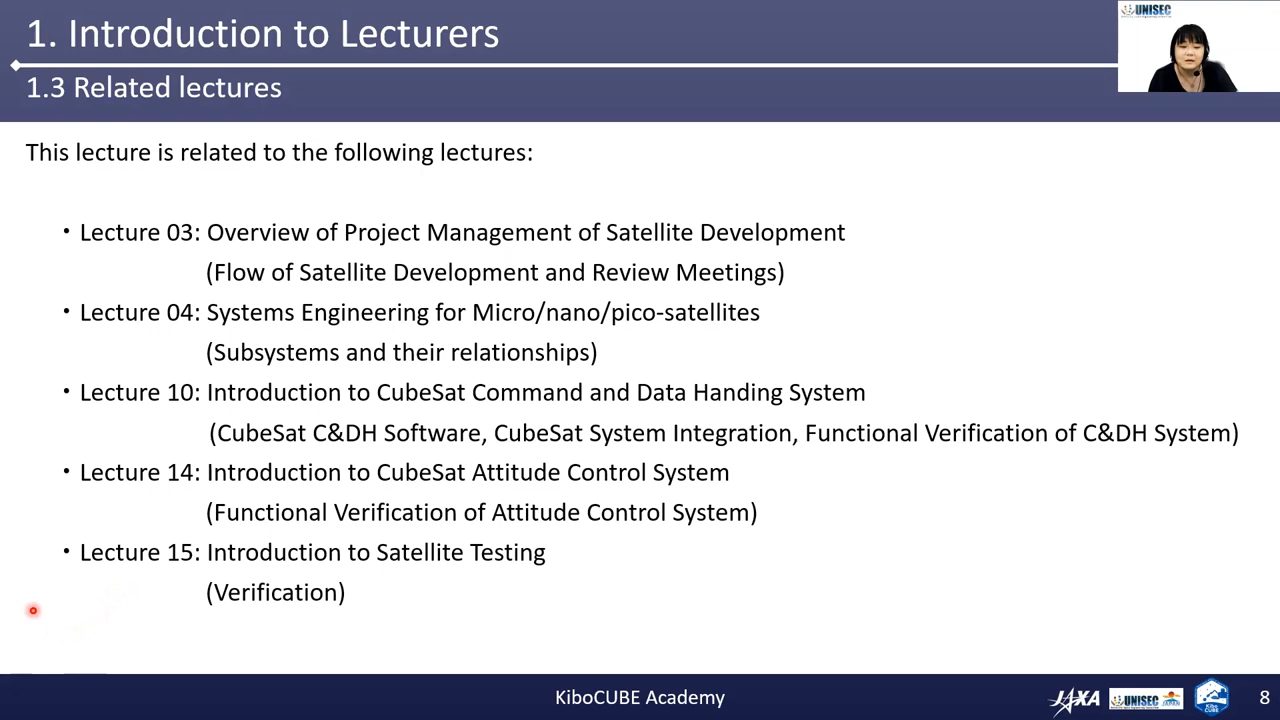 1. Introduction to Lecturers
UNISEC
1.3 Related lectures
This lecture is related to the following lectures:
・Lecture 03: Overview of Project Management of Satellite Development
(Flow of Satellite Development and Review Meetings)
・Lecture 04: Systems Engineering for Micro/nano/pico-satellites
(Subsystems and their relationships)
・Lecture 10: Introduction to CubeSat Command and Data Handing System
(CubeSat C&DH Software, CubeSat System Integration, Functional Verification of C&DH System)
・Lecture 14: Introduction to CubeSat Attitude Control System
(Functional Verification of Attitude Control System)
・Lecture 15: Introduction to Satellite Testing
(Verification)
KiboCUBE Academy
JAXA
UNISEC
JAPAN
Kibo
CUBE
8